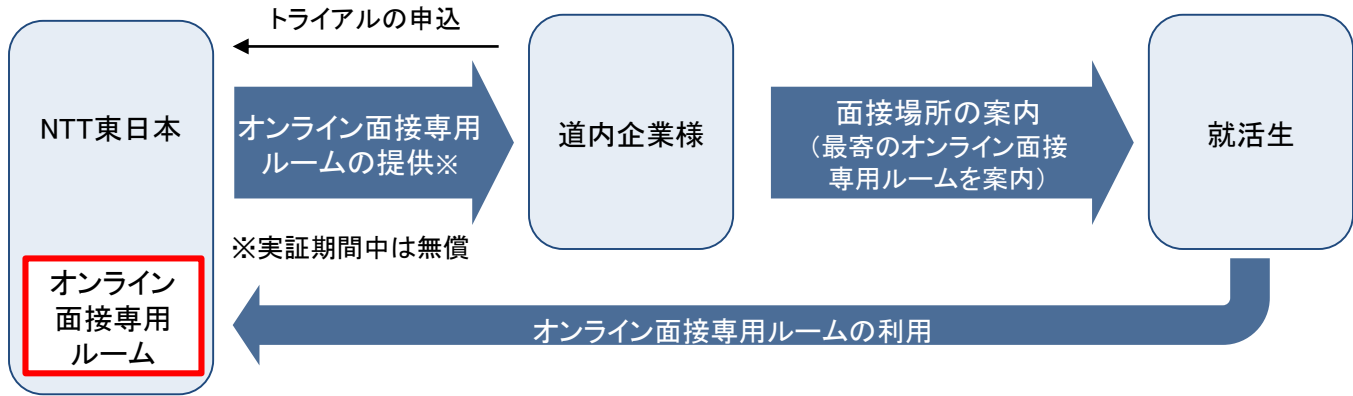 トライアルの申込
NTT東日本
オンライン面接専用
ルームの提供※
道内企業様
面接場所の案内
（最寄のオンライン面接
専用ルームを案内）
就活生
※実証期間中は無償
オンライン
面接専用
ルーム
オンライン面接専用ルームの利用